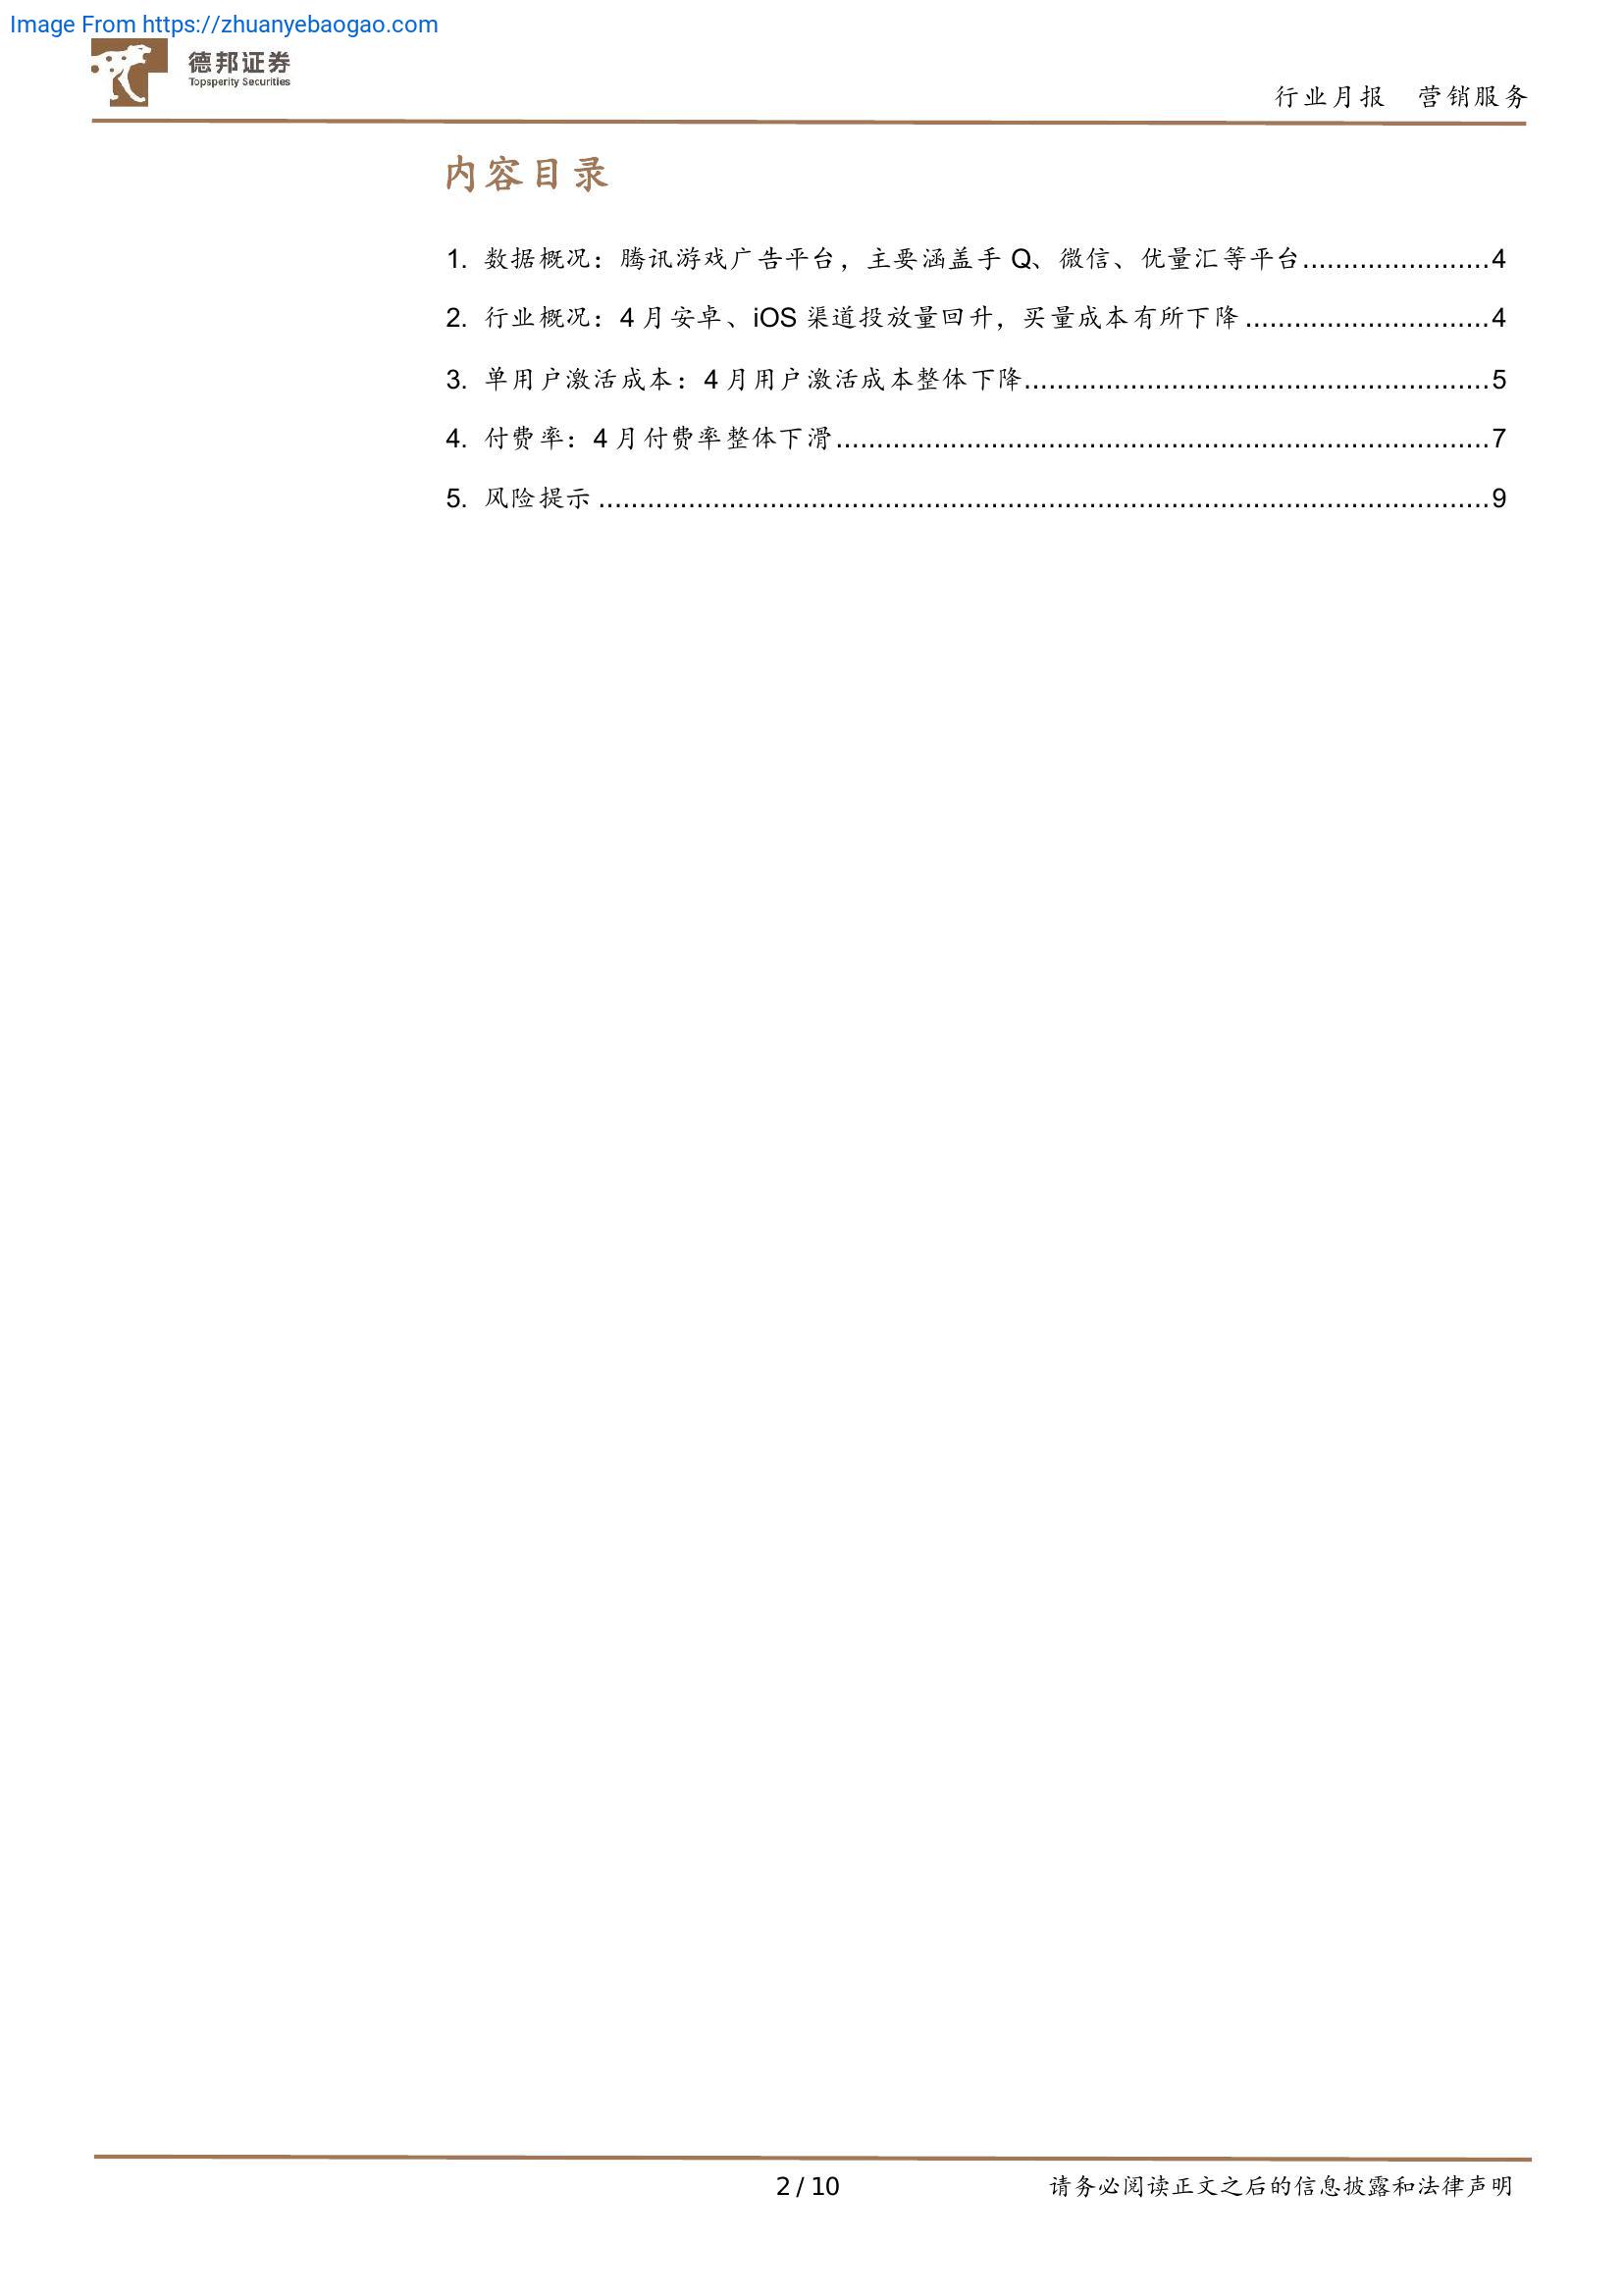 Image From https://zhuanyebaogao.com
德邦证券
Topsperity Securities
行业月报 营销服务
内容目录
1. 数据概况：腾讯游戏广告平台，主要涵盖手 Q、微信、优量汇等平台.......................4
2. 行业概况：4 月安卓、iOS 渠道投放量回升，买量成本有所下降..............................4
3. 单用户激活成本：4 月用户激活成本整体下降.........................................................5
4. 付费率：4 月付费率整体下滑................................................................................7
5. 风险提示.............................................................................................................9
2 / 10
请务必阅读正文之后的信息披露和法律声明